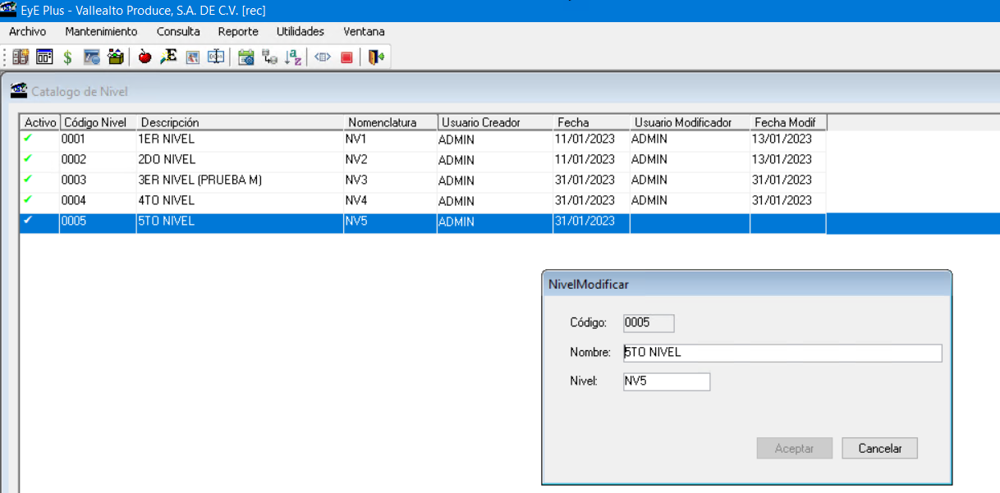 EyE Plus - Vallealto Produce, S.A. DE C.V. [rec]
Archivo Mantenimiento Consulta Reporte Utilidades Ventana
Catalogo de Nivel
Activo Código Nivel Descripción Nomenclatura Usuario Creador Fecha Usuario Modificador Fecha Modif
0001 1ER NIVEL NV1 ADMIN 11/01/2023 ADMIN 13/01/2023
0002 2DO NIVEL NV2 ADMIN 11/01/2023 ADMIN 13/01/2023
0003 3ER NIVEL (PRUEBA M) NV3 ADMIN 31/01/2023 ADMIN 31/01/2023
0004 4TO NIVEL NV4 ADMIN 31/01/2023 ADMIN 31/01/2023
0005 5TO NIVEL NV5 ADMIN 31/01/2023
NivelModificar
Código: 0005
Nombre: 5TO NIVEL
Nivel: NV5
Aceptar Cancelar